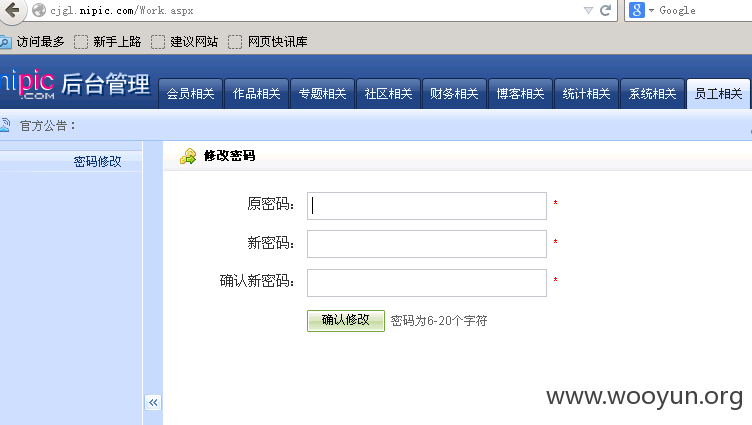 cjgl.nipic.com/Work.aspx
Google
访问最多 新手上路 建议网站 网页快讯库
nipic.COM 后台管理
会员相关 作品相关 专题相关 社区相关 财务相关 博客相关 统计相关 系统相关 员工相关
官方公告：
密码修改
修改密码
原密码： *
新密码： *
确认新密码： *
确认修改 密码为6-20个字符
«
www.wooyun.org